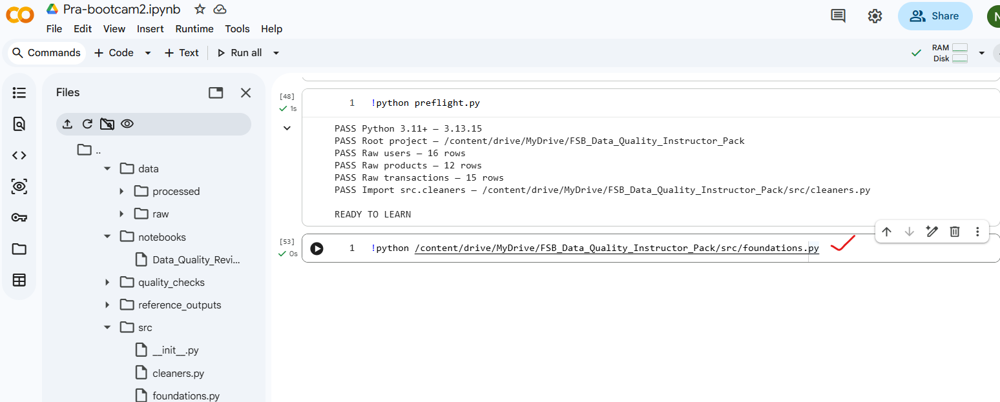 Pra-bootcam2.ipynb
File Edit View Insert Runtime Tools Help
Share
N
Commands + Code + Text Run all
RAM
Disk
Files
..
data
processed
raw
notebooks
Data_Quality_Revi...
quality_checks
reference_outputs
src
__init__.py
cleaners.py
foundations.py
[48]
1s
1 !python preflight.py
PASS Python 3.11+ — 3.13.15
PASS Root project — /content/drive/MyDrive/FSB_Data_Quality_Instructor_Pack
PASS Raw users — 16 rows
PASS Raw products — 12 rows
PASS Raw transactions — 15 rows
PASS Import src.cleaners — /content/drive/MyDrive/FSB_Data_Quality_Instructor_Pack/src/cleaners.py
READY TO LEARN
[53]
0s
1 !python /content/drive/MyDrive/FSB_Data_Quality_Instructor_Pack/src/foundations.py